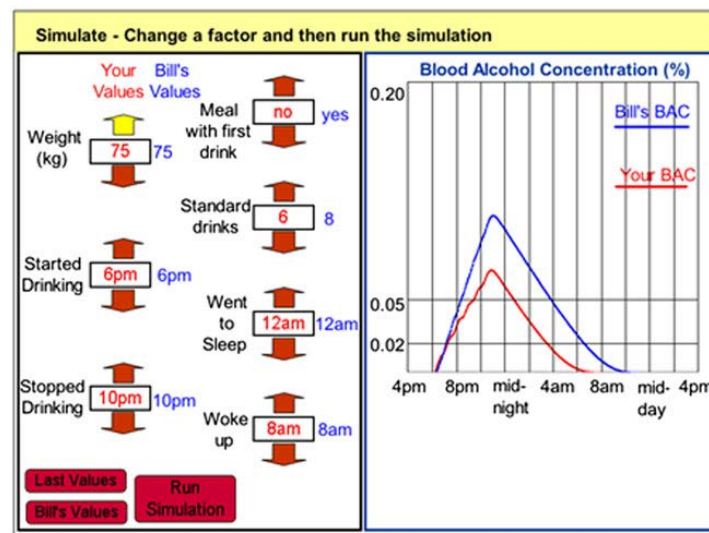 Simulate - Change a factor and then run the simulation
Your Bill's
Values Values
Weight
(kg)
75 75
Started
Drinking
6pm 6pm
Stopped
Drinking
10pm 10pm
Meal
with first
drink
no yes
Standard
drinks
6 8
Went
to
Sleep
12am 12am
Woke
up
8am 8am
Last Values
Bill's Values
Run
Simulation
Blood Alcohol Concentration (%)
0.20
Bill's BAC
Your BAC
0.05
0.02
4pm 8pm mid-night 4am 8am mid-day 4pm